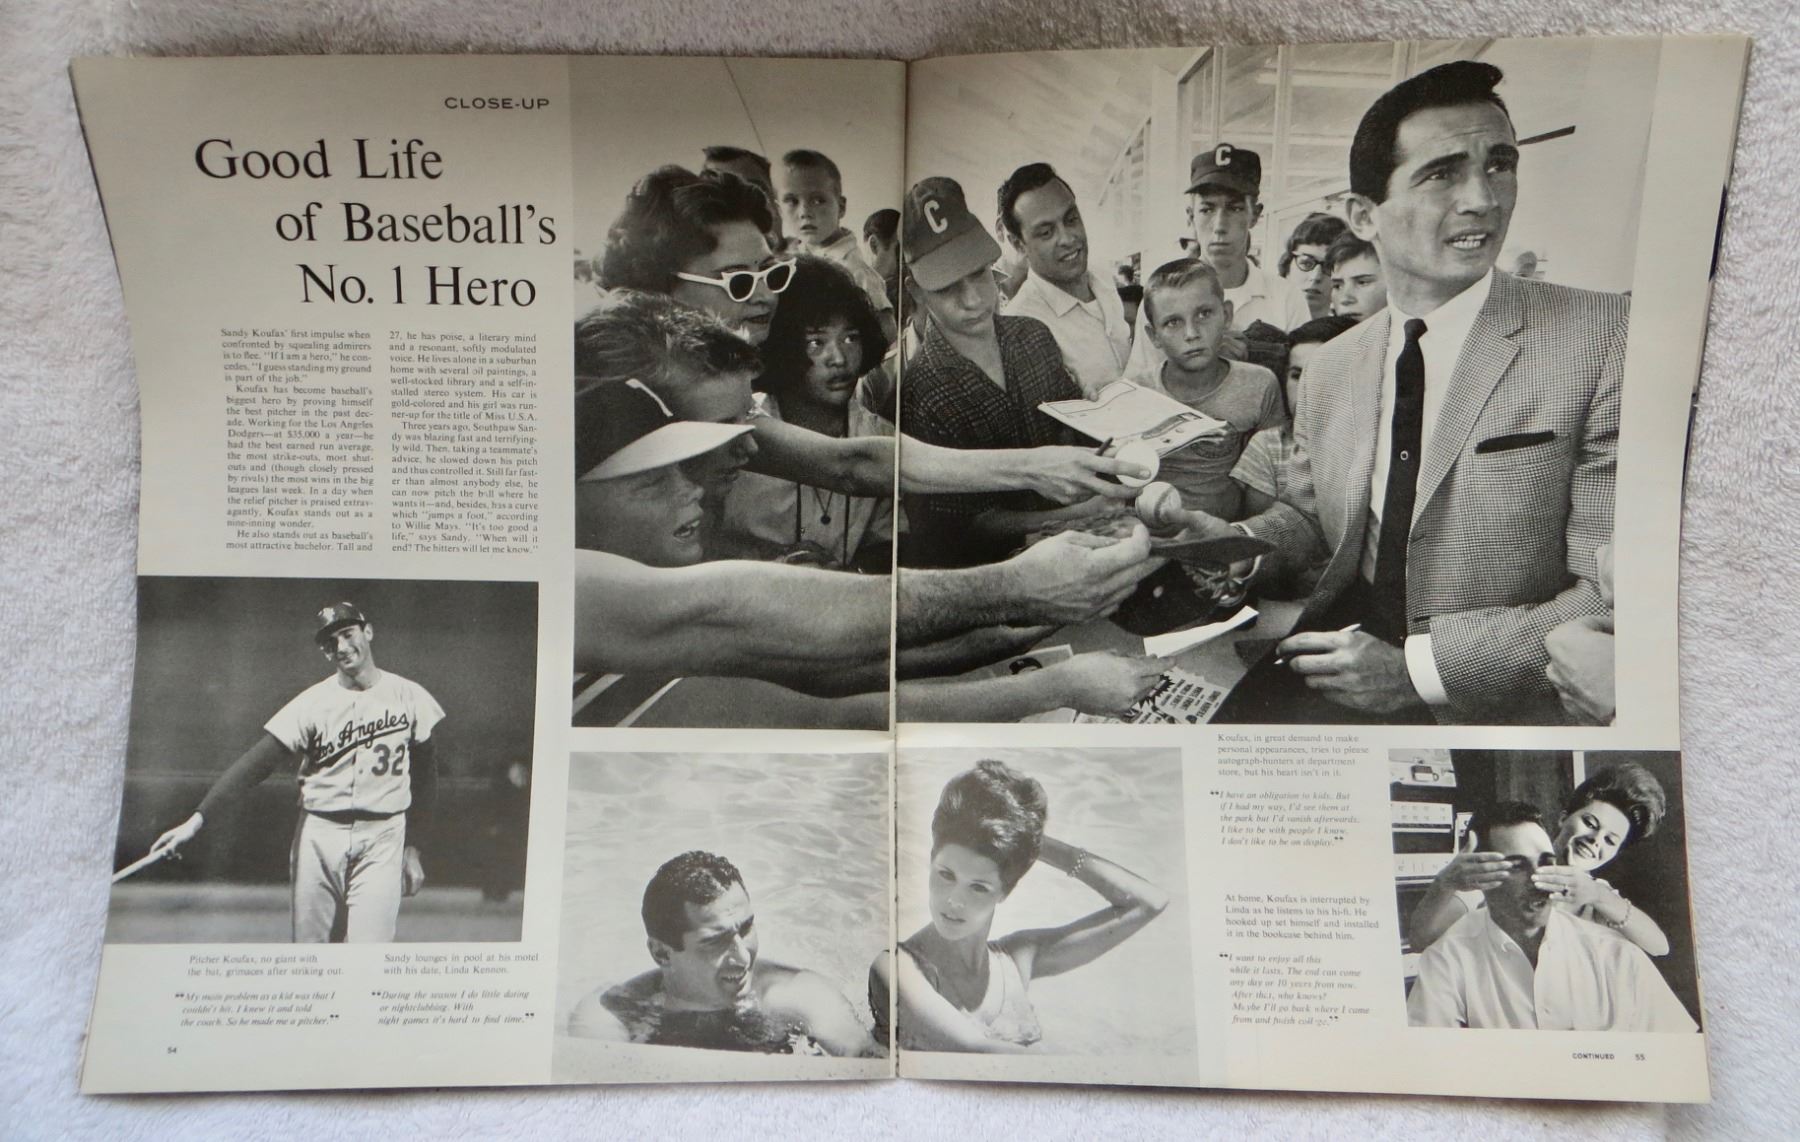 CLOSE-UP
Good Life
of Baseball's
No. 1 Hero
Sandy Koufax' first impulse when
confronted by squealing admirers
is to flee. "If I am a hero," he con-
cedes, "I guess standing my ground
is part of the job."
Koufax has become baseball's
biggest hero by proving himself
the best pitcher in the past dec-
ade. Working for the Los Angeles
Dodgers—at $35,000 a year—he
had the best earned run average,
the most strike-outs, most shut-
outs and (though closely pressed
by rivals) the most wins in the big
leagues last week. In a day when
the relief pitcher is praised extrav-
agantly, Koufax stands out as a
nine-inning wonder.
He also stands out as baseball's
most attractive bachelor. Tall and
27, he has poise, a literary mind
and a resonant, softly modulated
voice. He lives alone in a suburban
home with several oil paintings, a
well-stocked library and a self-in-
stalled stereo system. His car is
gold-colored and his girl was run-
ner-up for the title of Miss U.S.A.
Three years ago, Southpaw San-
dy was blazing fast and terrifying-
ly wild. Then, taking a teammate's
advice, he slowed down his pitch
and thus controlled it. Still far fast-
er than almost anybody else, he
can now pitch the ball where he
wants it—and, besides, has a curve
which "jumps a foot," according
to Willie Mays. "It's too good a
life," says Sandy. "When will it
end? The hitters will let me know."
C
C
Los Angeles
32
Pitcher Koufax, no giant with
the bat, grimaces after striking out.
"My main problem as a kid was that I
couldn't hit. I knew it and told
the coach. So he made me a pitcher."
Sandy lounges in pool at his motel
with his date, Linda Kennon.
"During the season I do little dating
or nightclubbing. With
night games it's hard to find time."
Koufax, in great demand to make
personal appearances, tries to please
autograph-hunters at department
store, but his heart isn't in it.
"I have an obligation to kids. But
if I had my way, I'd see them at
the park but I'd vanish afterwards.
I like to be with people I know.
I don't like to be on display."
At home, Koufax is interrupted by
Linda as he listens to his hi-fi. He
hooked up set himself and installed
it in the bookcase behind him.
"I want to enjoy all this
while it lasts. The end can come
any day or 10 years from now.
After that, who knows?
Maybe I'll go back where I came
from and finish college."
54
CONTINUED 55